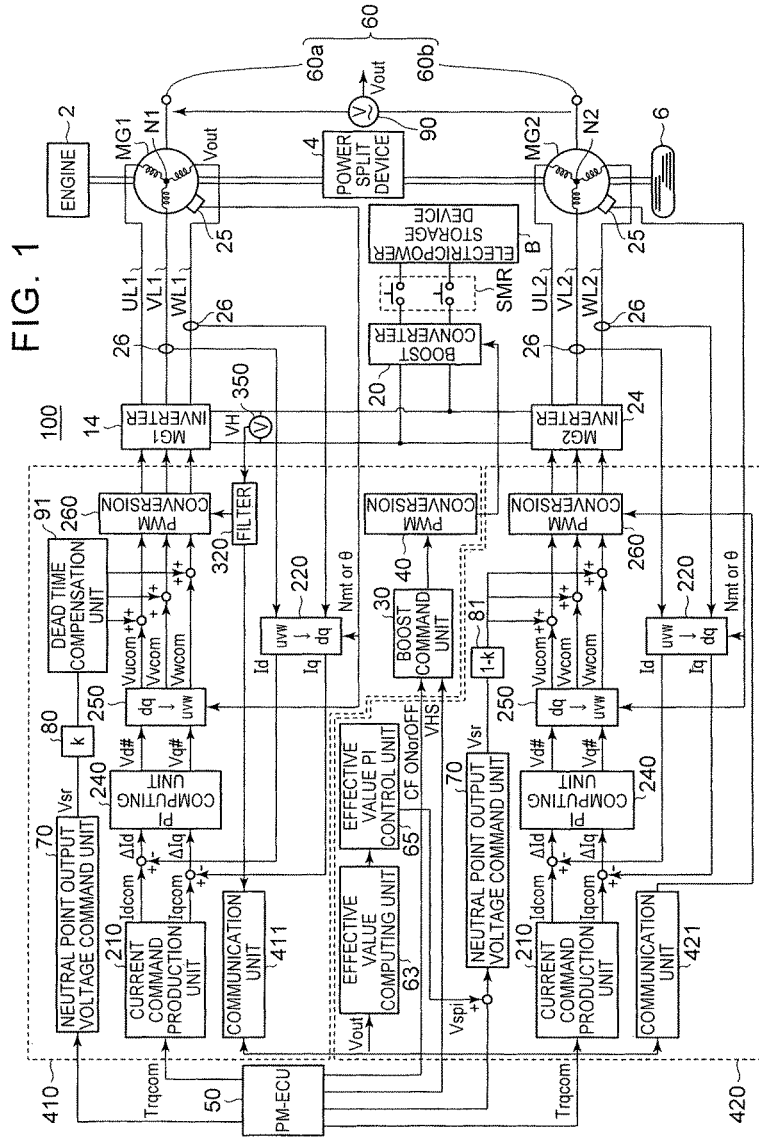 FIG. 1
100
410
NEUTRAL POINT OUTPUT
VOLTAGE COMMAND UNIT
70
Vsr
80
k
DEAD TIME
COMPENSATION
UNIT
91
Trqcom
CURRENT
COMMAND
PRODUCTION
UNIT
210
Idcom
Iqcom
+
-
+
-
ΔId
ΔIq
PI
COMPUTING
UNIT
240
Vd#
Vq#
dq
↓
uvw
250
Vucom
Vvcom
Vwcom
+
+
+
+
+
+
PWM
CONVERSION
260
MG1
INVERTER
14
UL1
VL1
WL1
26
26
ENGINE
2
MG1
N1
Vout
25
60a
60
60b
COMMUNICATION
UNIT
411
uvw
↓
dq
220
Id
Iq
Nmt or θ
FILTER
320
VH
V
350
PM-ECU
50
Vout
EFFECTIVE VALUE
COMPUTING UNIT
63
EFFECTIVE VALUE PI
CONTROL UNIT
65
CF ONorOFF
VHS
BOOST
COMMAND
UNIT
30
PWM
CONVERSION
40
BOOST
CONVERTER
20
SMR
ELECTRICPOWER
STORAGE
DEVICE
B
POWER
SPLIT
DEVICE
4
V
90
Vout
Vspi
+
NEUTRAL POINT OUTPUT
VOLTAGE COMMAND UNIT
70
Vsr
1-k
81
Trqcom
CURRENT
COMMAND
PRODUCTION
UNIT
210
Idcom
Iqcom
+
-
+
-
ΔId
ΔIq
PI
COMPUTING
UNIT
240
Vd#
Vq#
dq
↓
uvw
250
Vucom
Vvcom
Vwcom
+
+
+
+
+
+
PWM
CONVERSION
260
MG2
INVERTER
24
UL2
VL2
WL2
26
26
MG2
N2
25
6
COMMUNICATION
UNIT
421
uvw
↓
dq
220
Id
Iq
Nmt or θ
420